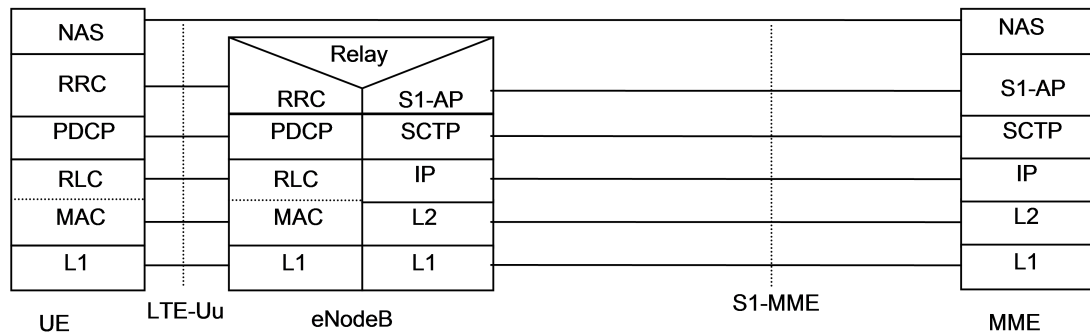 NAS
NAS
Relay
RRC
RRC
S1-AP
S1-AP
PDCP
PDCP
SCTP
SCTP
RLC
RLC
IP
IP
MAC
MAC
L2
L2
L1
L1
L1
L1
UE
LTE-Uu
eNodeB
S1-MME
MME